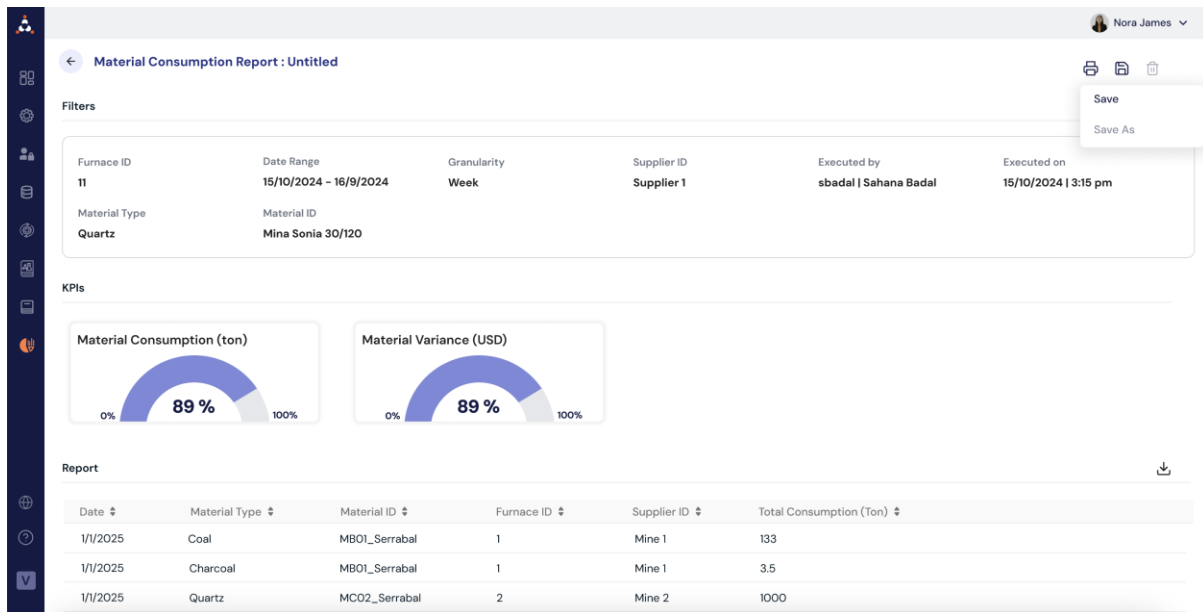 Nora James
Material Consumption Report : Untitled
Save
Save As
Filters
Furnace ID
Date Range
Granularity
Supplier ID
Executed by
Executed on
11
15/10/2024 - 16/9/2024
Week
Supplier 1
sbadal | Sahana Badal
15/10/2024 | 3:15 pm
Material Type
Material ID
Quartz
Mina Sonia 30/120
KPIs
Material Consumption (ton)
89 %
0%
100%
Material Variance (USD)
89 %
0%
100%
Report
Date Material Type Material ID Furnace ID Supplier ID Total Consumption (Ton)
1/1/2025 Coal MB01_Serrabal 1 Mine 1 133
1/1/2025 Charcoal MB01_Serrabal 1 Mine 1 3.5
1/1/2025 Quartz MC02_Serrabal 2 Mine 2 1000
V